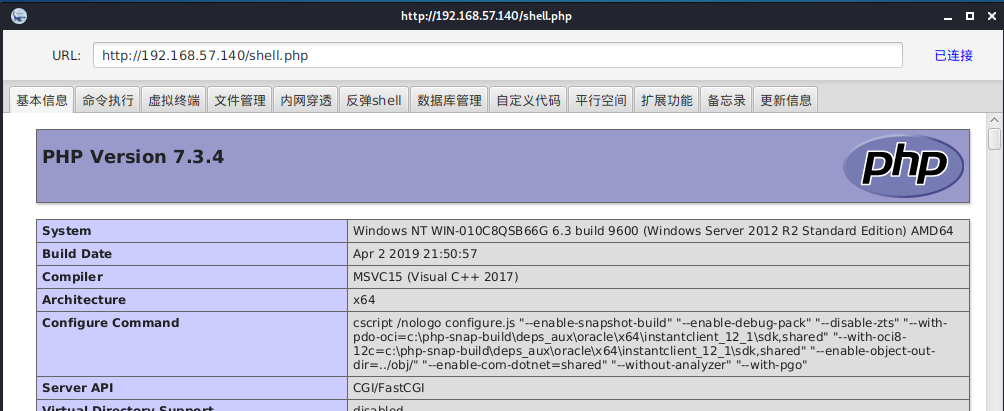 http://192.168.57.140/shell.php
URL: http://192.168.57.140/shell.php 已连接
基本信息 命令执行 虚拟终端 文件管理 内网穿透 反弹shell 数据库管理 自定义代码 平行空间 扩展功能 备忘录 更新信息
PHP Version 7.3.4
php
System Windows NT WIN-010C8QSB66G 6.3 build 9600 (Windows Server 2012 R2 Standard Edition) AMD64
Build Date Apr 2 2019 21:50:57
Compiler MSVC15 (Visual C++ 2017)
Architecture x64
Configure Command cscript /nologo configure.js "--enable-snapshot-build" "--enable-debug-pack" "--disable-zts" "--with-
pdo-oci=c:\php-snap-build\deps_aux\oracle\x64\instantclient_12_1\sdk,shared" "--with-oci8-
12c=c:\php-snap-build\deps_aux\oracle\x64\instantclient_12_1\sdk,shared" "--enable-object-out-
dir=../obj/" "--enable-com-dotnet=shared" "--without-analyzer" "--with-pgo"
Server API CGI/FastCGI
Virtual Directory Support disabled